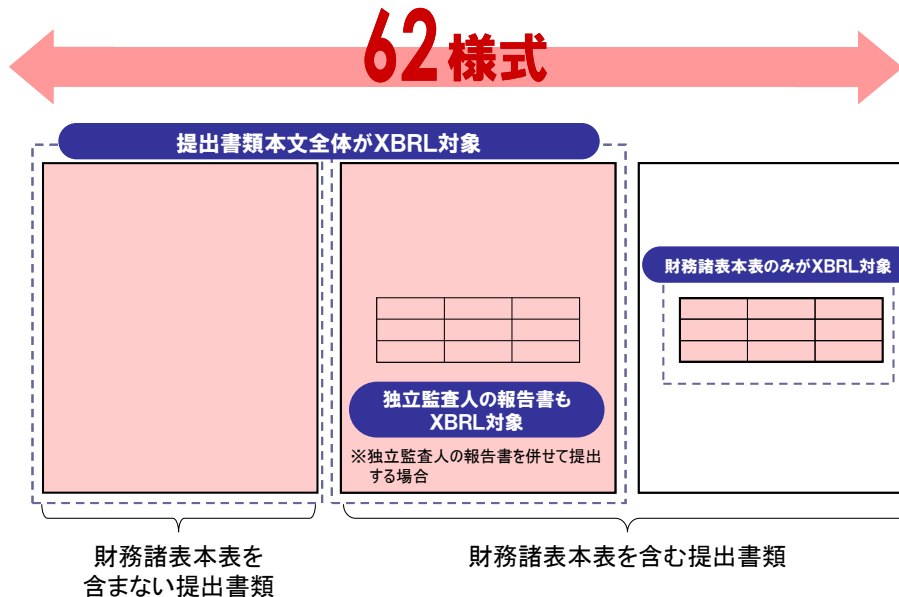 62様式
提出書類本文全体がXBRL対象
財務諸表本表のみがXBRL対象
独立監査人の報告書も
XBRL対象
※独立監査人の報告書を併せて提出
する場合
財務諸表本表を
含まない提出書類
財務諸表本表を含む提出書類